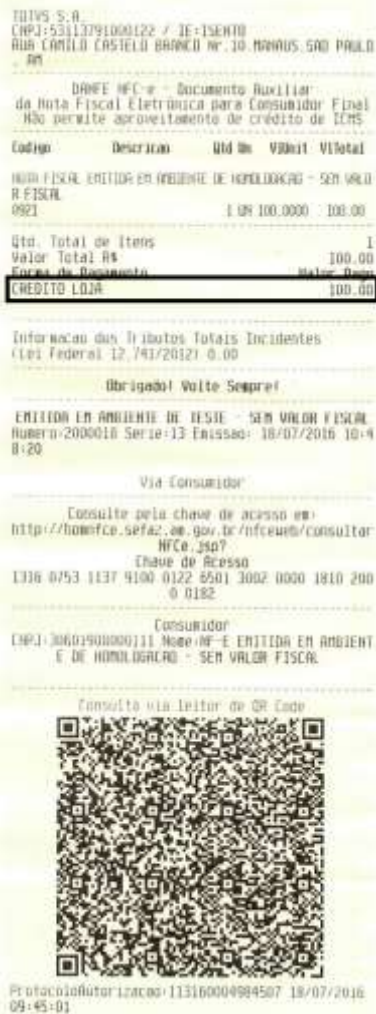 TOTVS S.A.
CNPJ:53113791000122 / IE:ISENTO
RUA CAMILO CASTELO BRANCO Nr.10.MANAUS.SAO PAULO
. AM
DANFE NFC-e - Documento Auxiliar
da Nota Fiscal Eletrônica para Consumidor Final
Não permite aproveitamento de crédito de ICMS
Codigo Descricao Qtd Un VlUnit VlTotal
NOTA FISCAL EMITIDA EM AMBIENTE DE HOMOLOGACAO - SEM VALO
R FISCAL
0921 1 UN 100.0000 100.00
Qtd. Total de Itens 1
Valor Total R$ 100.00
Forma de Pagamento Valor Pago
CREDITO LOJA 100.00
Informacao dos Tributos Totais Incidentes
(Lei Federal 12.741/2012) 0.00
Obrigado! Volte Sempre!
EMITIDA EM AMBIENTE DE TESTE - SEM VALOR FISCAL
Numero:2000018 Serie:13 Emissao: 18/07/2016 10:4
8:20
Via Consumidor
Consulte pela chave de acesso em:
http://homnfce.sefaz.am.gov.br/nfceweb/consultar
NFCe.jsp?
Chave de Acesso
1316 0753 1137 9100 0122 6501 3002 0000 1810 200
0 0182
Consumidor
CNPJ:30601908000111 Nome:NF-E EMITIDA EM AMBIENT
E DE HOMOLOGACAO - SEM VALOR FISCAL
Consulta via leitor de QR Code
ProtocoloAutorizacao:113160004984507 18/07/2016
09:45:01